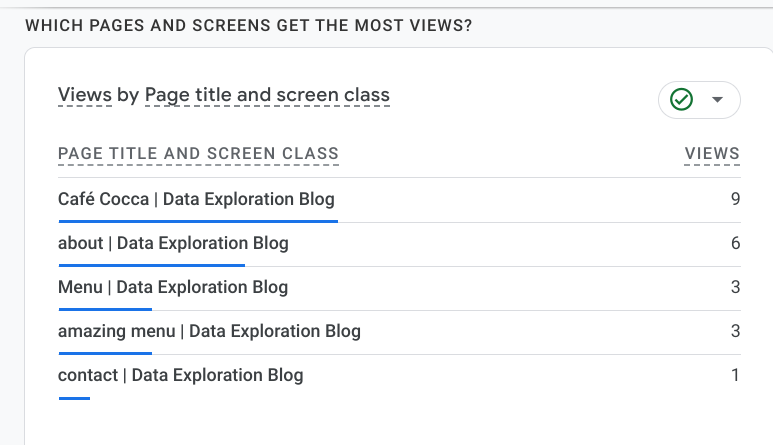 WHICH PAGES AND SCREENS GET THE MOST VIEWS?
Views by Page title and screen class
PAGE TITLE AND SCREEN CLASS VIEWS
Café Cocca | Data Exploration Blog 9
about | Data Exploration Blog 6
Menu | Data Exploration Blog 3
amazing menu | Data Exploration Blog 3
contact | Data Exploration Blog 1